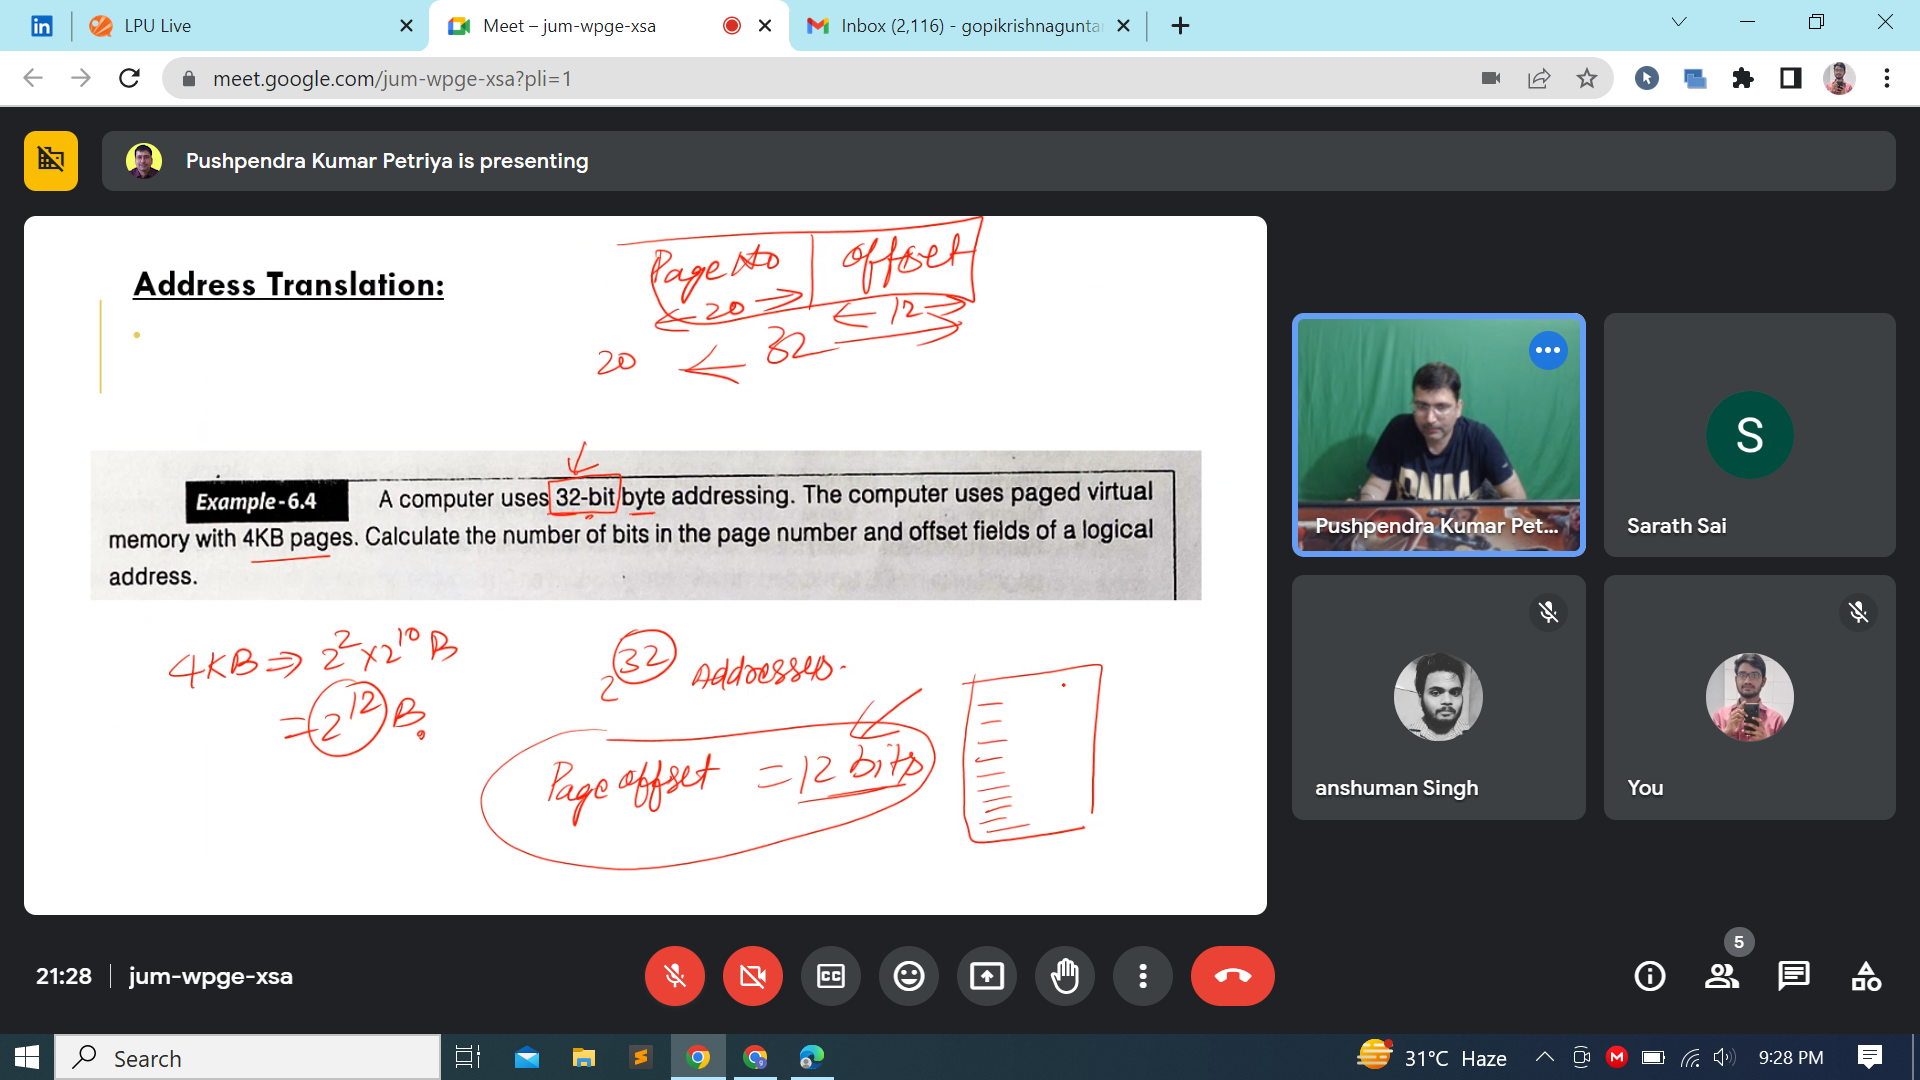 LPU Live
Meet – jum-wpge-xsa
Inbox (2,116) - gopikrishnagunta
meet.google.com/jum-wpge-xsa?pli=1
Pushpendra Kumar Petriya is presenting
Address Translation:
Page No
offset
20
12
32
20
Example-6.4 A computer uses 32-bit byte addressing. The computer uses paged virtual
memory with 4KB pages. Calculate the number of bits in the page number and offset fields of a logical
address.
4KB ⇒ 2^2 x 2^10 B
= 2^12 B.
2^32 Addresses.
Page offset = 12 bits
Pushpendra Kumar Pet...
Sarath Sai
S
anshuman Singh
You
21:28 | jum-wpge-xsa
CC
5
Search
31°C Haze
9:28 PM